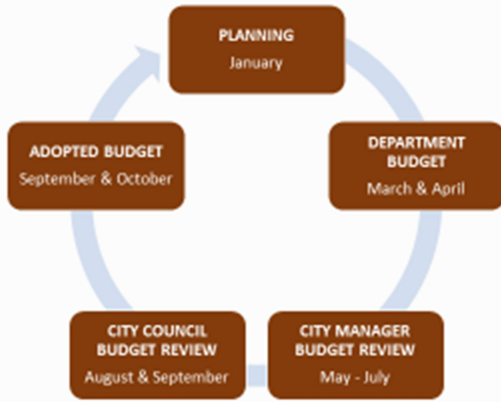 PLANNING
January
DEPARTMENT
BUDGET
March & April
CITY MANAGER
BUDGET REVIEW
May - July
CITY COUNCIL
BUDGET REVIEW
August & September
ADOPTED BUDGET
September & October